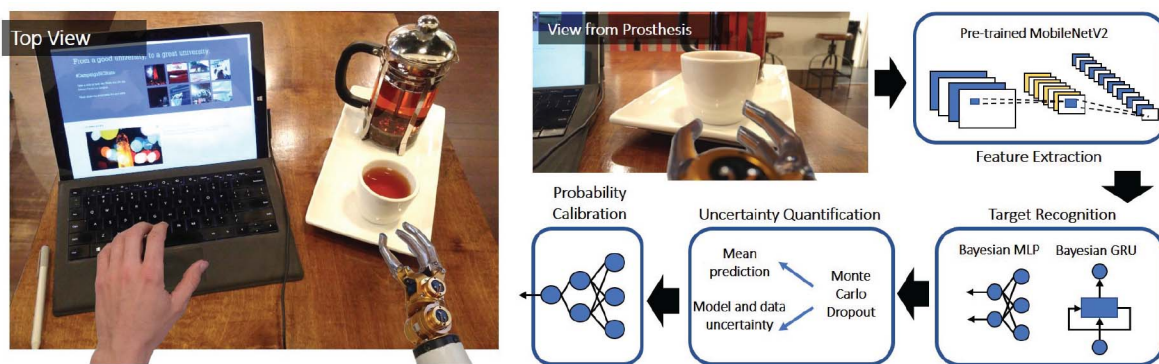 Top View
From a good university, to a great university
View from Prosthesis
Pre-trained MobileNetV2
Feature Extraction
Target Recognition
Bayesian MLP
Bayesian GRU
Uncertainty Quantification
Mean
prediction
Model and data
uncertainty
Monte
Carlo
Dropout
Probability
Calibration